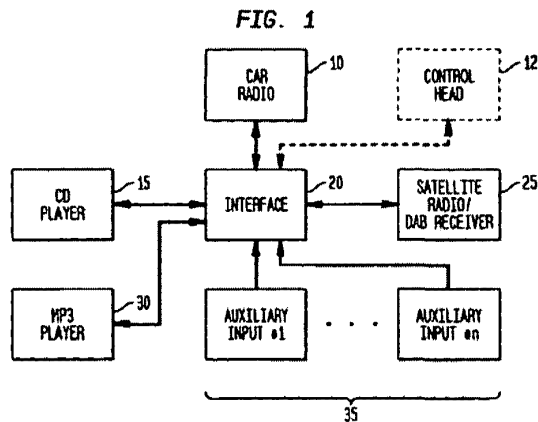 FIG. 1
CAR
RADIO
10
CONTROL
HEAD
12
CD
PLAYER
15
INTERFACE
20
SATELLITE
RADIO/
DAB RECEIVER
25
MP3
PLAYER
30
AUXILIARY
INPUT #1
. . . .
AUXILIARY
INPUT #n
35